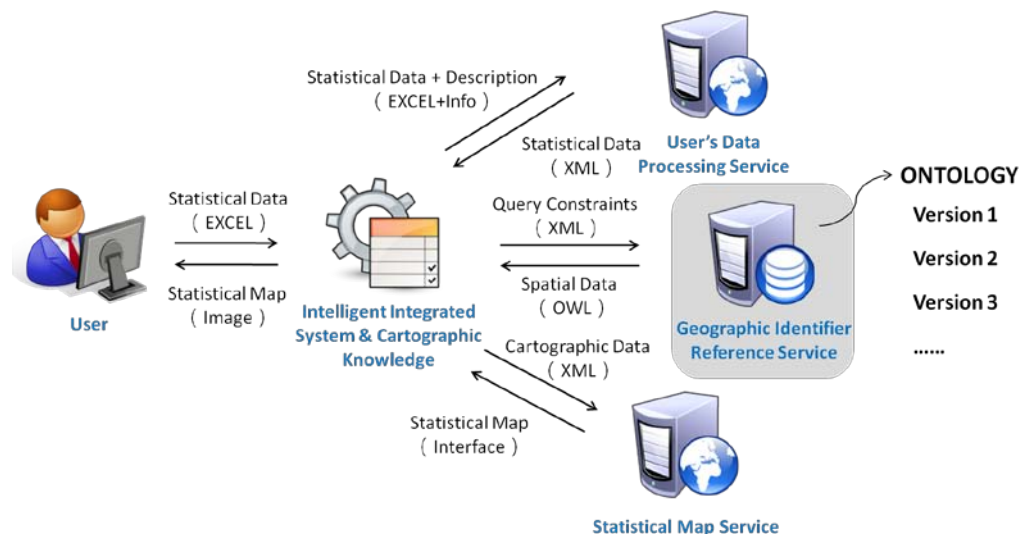 Statistical Data + Description
( EXCEL+Info )
Statistical Data
( XML )
User's Data
Processing Service
Statistical Data
( EXCEL )
Statistical Map
( Image )
User
Intelligent Integrated
System & Cartographic
Knowledge
Query Constraints
( XML )
Spatial Data
( OWL )
Geographic Identifier
Reference Service
ONTOLOGY
Version 1
Version 2
Version 3
......
Cartographic Data
( XML )
Statistical Map
( Interface )
Statistical Map Service